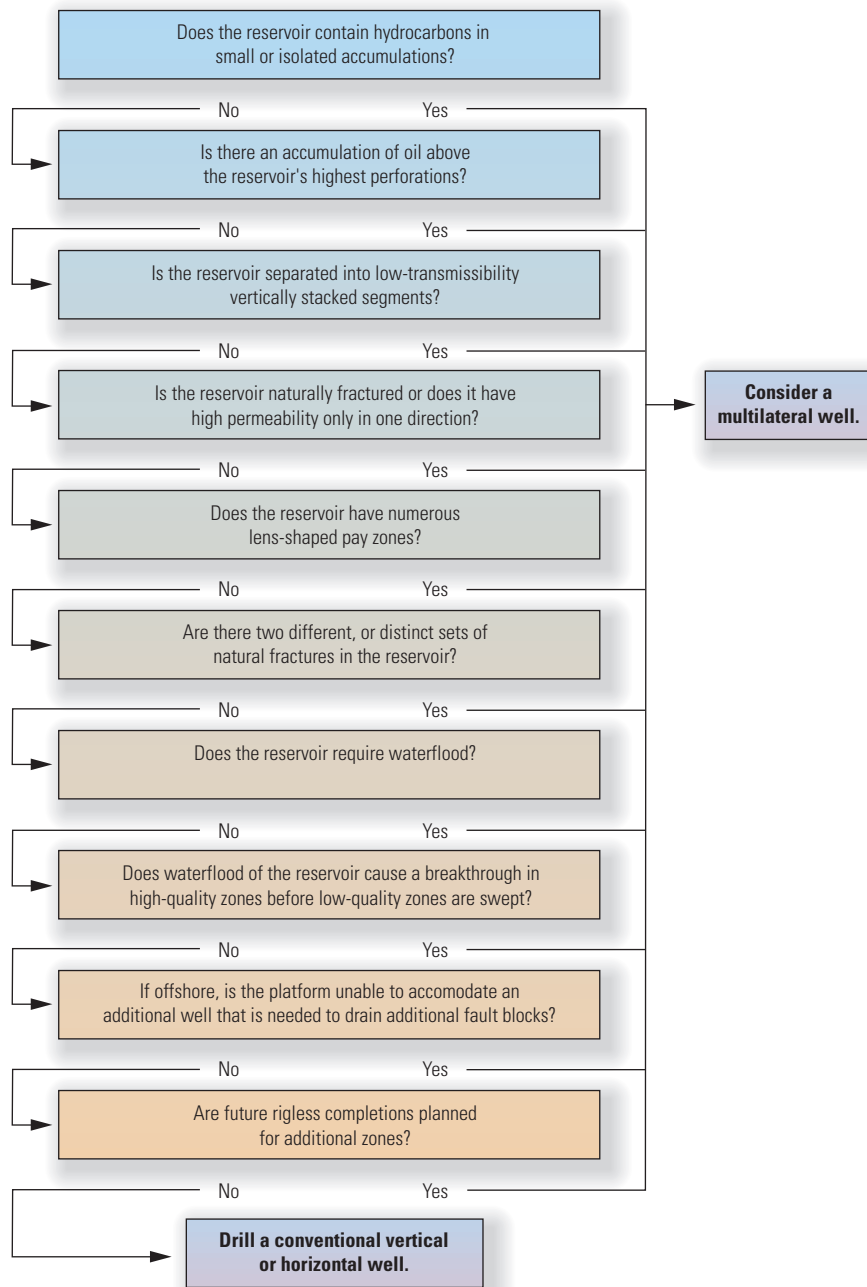 Does the reservoir contain hydrocarbons in
small or isolated accumulations?
No Yes
Is there an accumulation of oil above
the reservoir's highest perforations?
No Yes
Is the reservoir separated into low-transmissibility
vertically stacked segments?
No Yes
Is the reservoir naturally fractured or does it have
high permeability only in one direction?
Consider a
multilateral well.
No Yes
Does the reservoir have numerous
lens-shaped pay zones?
No Yes
Are there two different, or distinct sets of
natural fractures in the reservoir?
No Yes
Does the reservoir require waterflood?
No Yes
Does waterflood of the reservoir cause a breakthrough in
high-quality zones before low-quality zones are swept?
No Yes
If offshore, is the platform unable to accomodate an
additional well that is needed to drain additional fault blocks?
No Yes
Are future rigless completions planned
for additional zones?
No Yes
Drill a conventional vertical
or horizontal well.